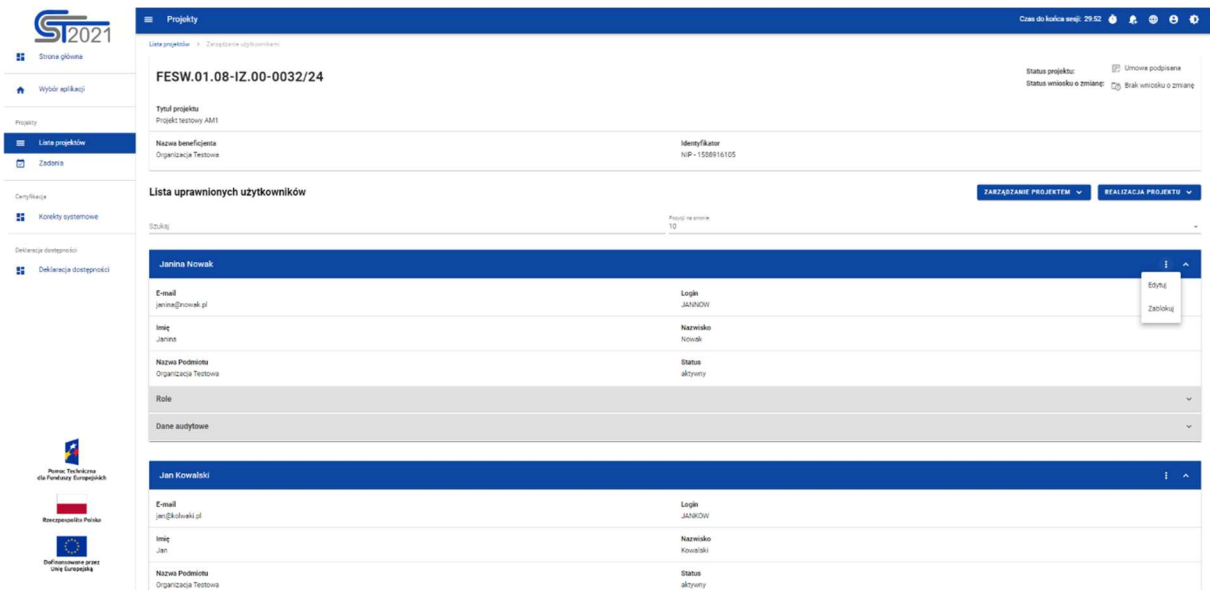 CST2021
Projekty
Czas do końca sesji: 29:52
Strona główna
Wybór aplikacji
Projekty
Lista projektów
Zadania
Certyfikacja
Korekty systemowe
Deklaracja dostępności
Deklaracja dostępności
Pomoc Techniczna
dla Funduszy Europejskich
Rzeczpospolita Polska
Dofinansowane przez
Unię Europejską
Lista projektów > Zarządzanie użytkownikami
FESW.01.08-IZ.00-0032/24
Status projektu: Umowa podpisana
Status wniosku o zmianę: Brak wniosku o zmianę
Tytuł projektu
Projekt testowy AM1
Nazwa beneficjenta Identyfikator
Organizacja Testowa NIP - 1588916105
Lista uprawnionych użytkowników
ZARZĄDZANIE PROJEKTEM REALIZACJA PROJEKTU
Szukaj
Pozycji na stronie
10
Janina Nowak
Edytuj
Zablokuj
E-mail Login
janina@nowak.pl JANNOW
Imię Nazwisko
Janina Nowak
Nazwa Podmiotu Status
Organizacja Testowa aktywny
Role
Dane audytowe
Jan Kowalski
E-mail Login
jan@kolwaki.pl JANKOW
Imię Nazwisko
Jan Kowalski
Nazwa Podmiotu Status
Organizacja Testowa aktywny